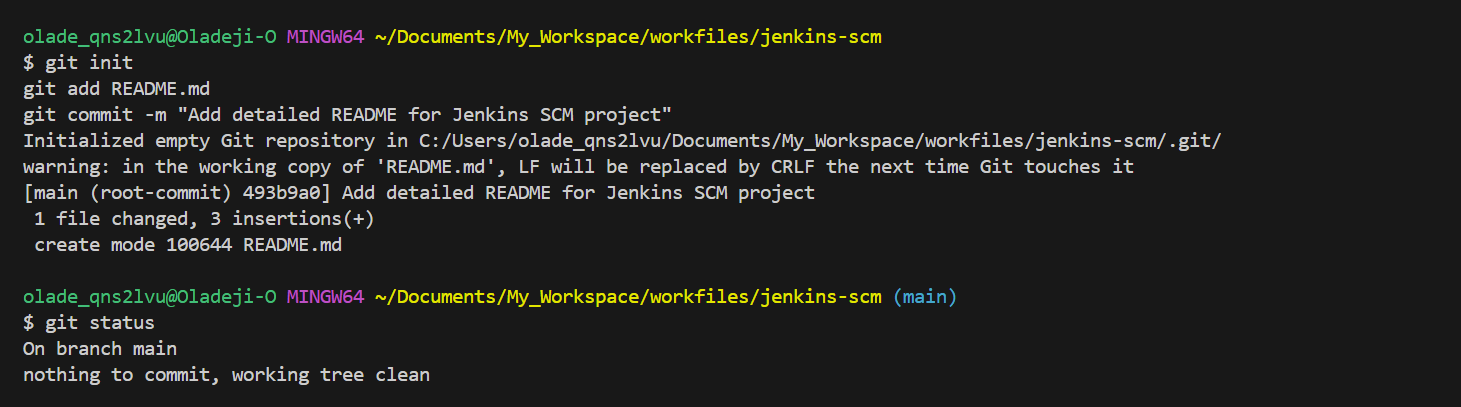 olade_qns2lvu@Oladeji-O MINGW64 ~/Documents/My_Workspace/workfiles/jenkins-scm
$ git init
git add README.md
git commit -m "Add detailed README for Jenkins SCM project"
Initialized empty Git repository in C:/Users/olade_qns2lvu/Documents/My_Workspace/workfiles/jenkins-scm/.git/
warning: in the working copy of 'README.md', LF will be replaced by CRLF the next time Git touches it
[main (root-commit) 493b9a0] Add detailed README for Jenkins SCM project
 1 file changed, 3 insertions(+)
 create mode 100644 README.md
olade_qns2lvu@Oladeji-O MINGW64 ~/Documents/My_Workspace/workfiles/jenkins-scm (main)
$ git status
On branch main
nothing to commit, working tree clean